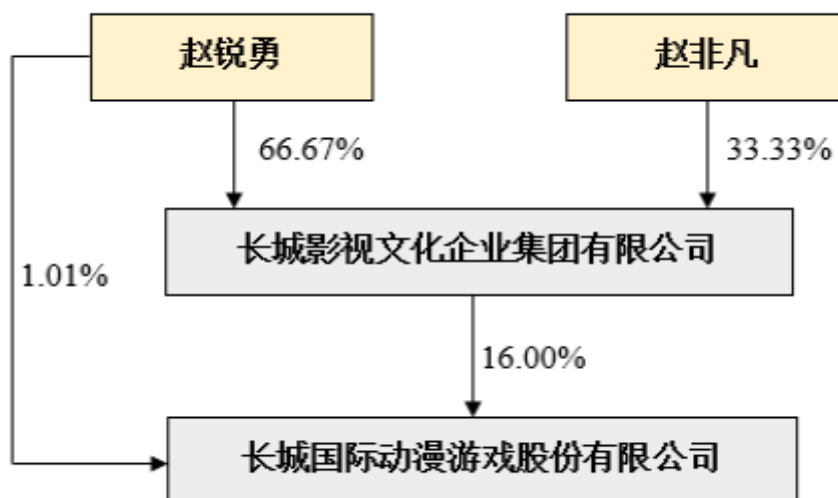 赵锐勇
赵非凡
66.67%
33.33%
长城影视文化企业集团有限公司
1.01%
16.00%
长城国际动漫游戏股份有限公司